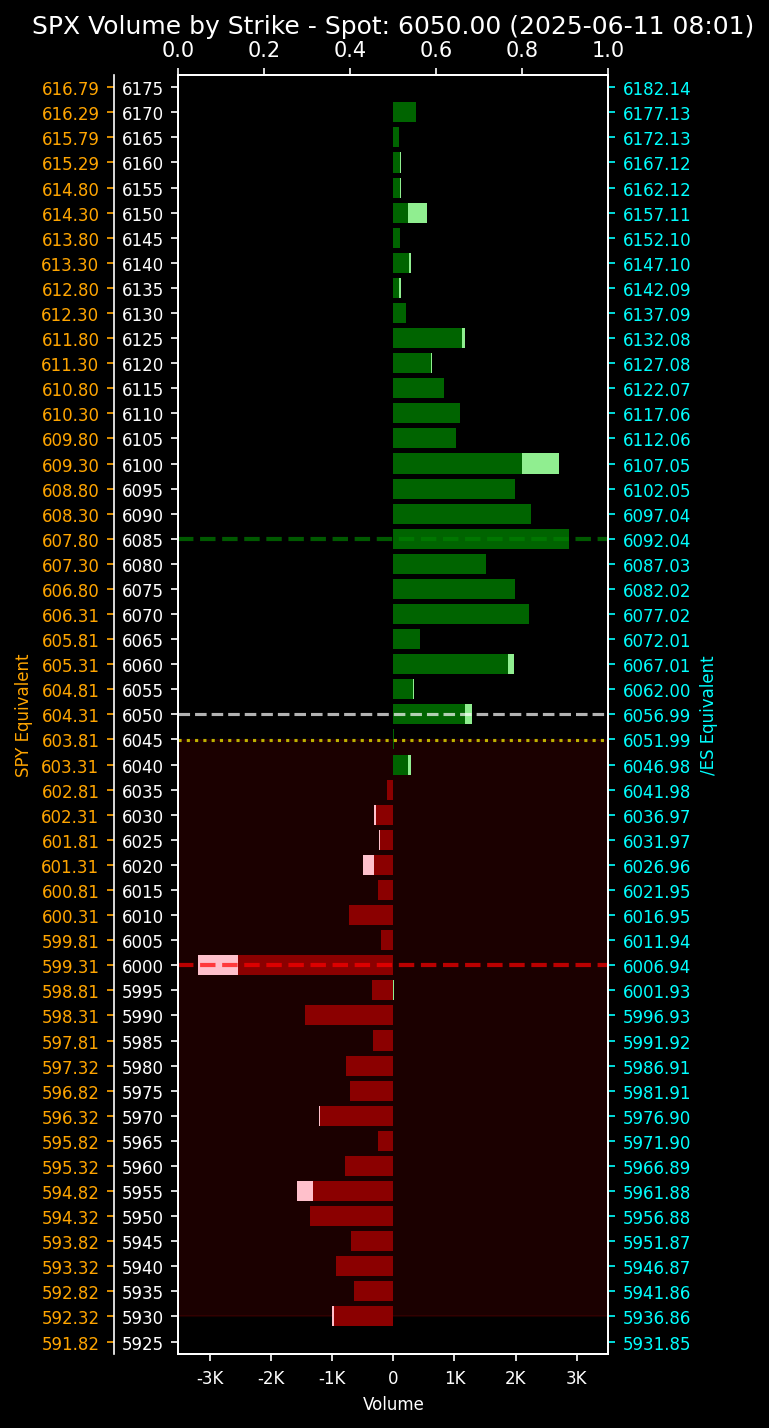 SPX Volume by Strike - Spot: 6050.00 (2025-06-11 08:01)
0.0 0.2 0.4 0.6 0.8 1.0
616.79 6175 6182.14
616.29 6170 6177.13
615.79 6165 6172.13
615.29 6160 6167.12
614.80 6155 6162.12
614.30 6150 6157.11
613.80 6145 6152.10
613.30 6140 6147.10
612.80 6135 6142.09
612.30 6130 6137.09
611.80 6125 6132.08
611.30 6120 6127.08
610.80 6115 6122.07
610.30 6110 6117.06
609.80 6105 6112.06
609.30 6100 6107.05
608.80 6095 6102.05
608.30 6090 6097.04
607.80 6085 6092.04
607.30 6080 6087.03
606.80 6075 6082.02
606.31 6070 6077.02
605.81 6065 6072.01
605.31 6060 6067.01
604.81 6055 6062.00
604.31 6050 6056.99
603.81 6045 6051.99
603.31 6040 6046.98
602.81 6035 6041.98
602.31 6030 6036.97
601.81 6025 6031.97
601.31 6020 6026.96
600.81 6015 6021.95
600.31 6010 6016.95
599.81 6005 6011.94
599.31 6000 6006.94
598.81 5995 6001.93
598.31 5990 5996.93
597.81 5985 5991.92
597.32 5980 5986.91
596.82 5975 5981.91
596.32 5970 5976.90
595.82 5965 5971.90
595.32 5960 5966.89
594.82 5955 5961.88
594.32 5950 5956.88
593.82 5945 5951.87
593.32 5940 5946.87
592.82 5935 5941.86
592.32 5930 5936.86
591.82 5925 5931.85
SPY Equivalent
/ES Equivalent
-3K -2K -1K 0 1K 2K 3K
Volume